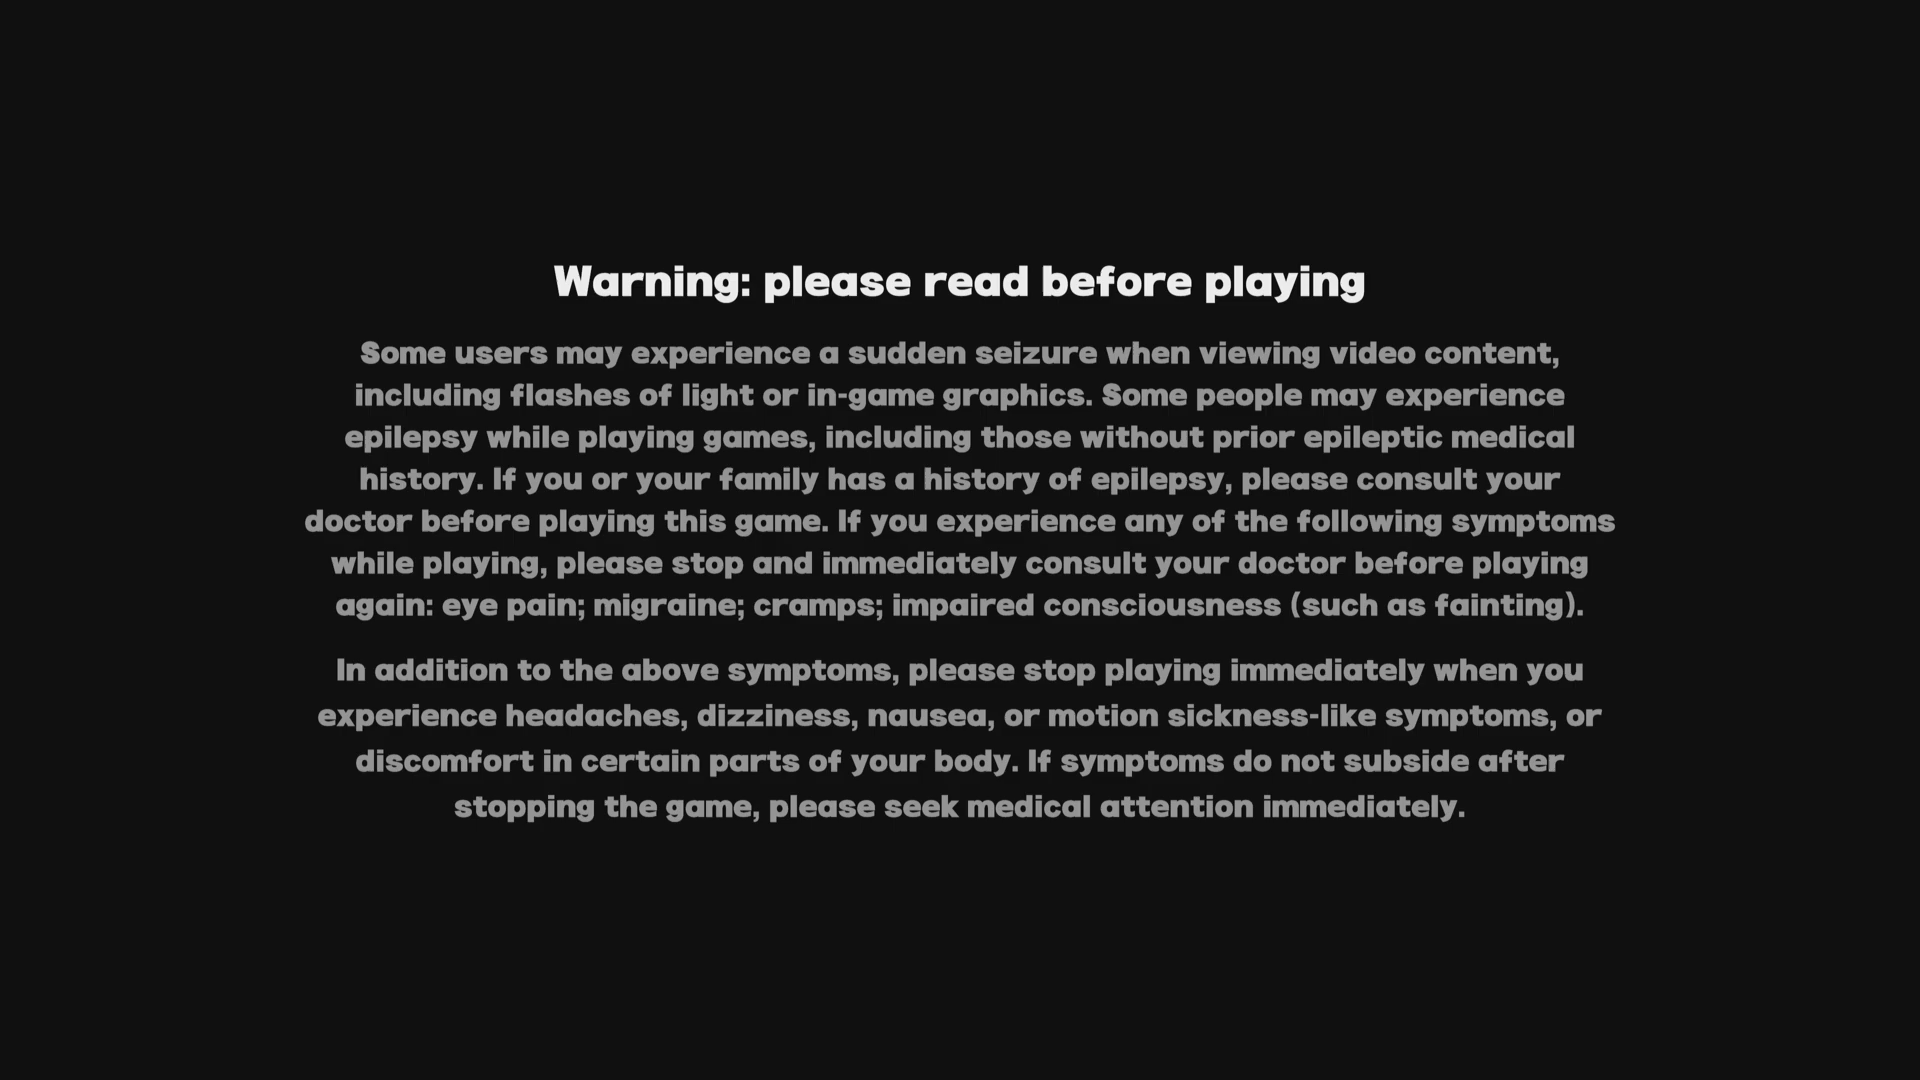 Warning: please read before playing
Some users may experience a sudden seizure when viewing video content,
including flashes of light or in-game graphics. Some people may experience
epilepsy while playing games, including those without prior epileptic medical
history. If you or your family has a history of epilepsy, please consult your
doctor before playing this game. If you experience any of the following symptoms
while playing, please stop and immediately consult your doctor before playing
again: eye pain; migraine; cramps; impaired consciousness (such as fainting).
In addition to the above symptoms, please stop playing immediately when you
experience headaches, dizziness, nausea, or motion sickness-like symptoms, or
discomfort in certain parts of your body. If symptoms do not subside after
stopping the game, please seek medical attention immediately.